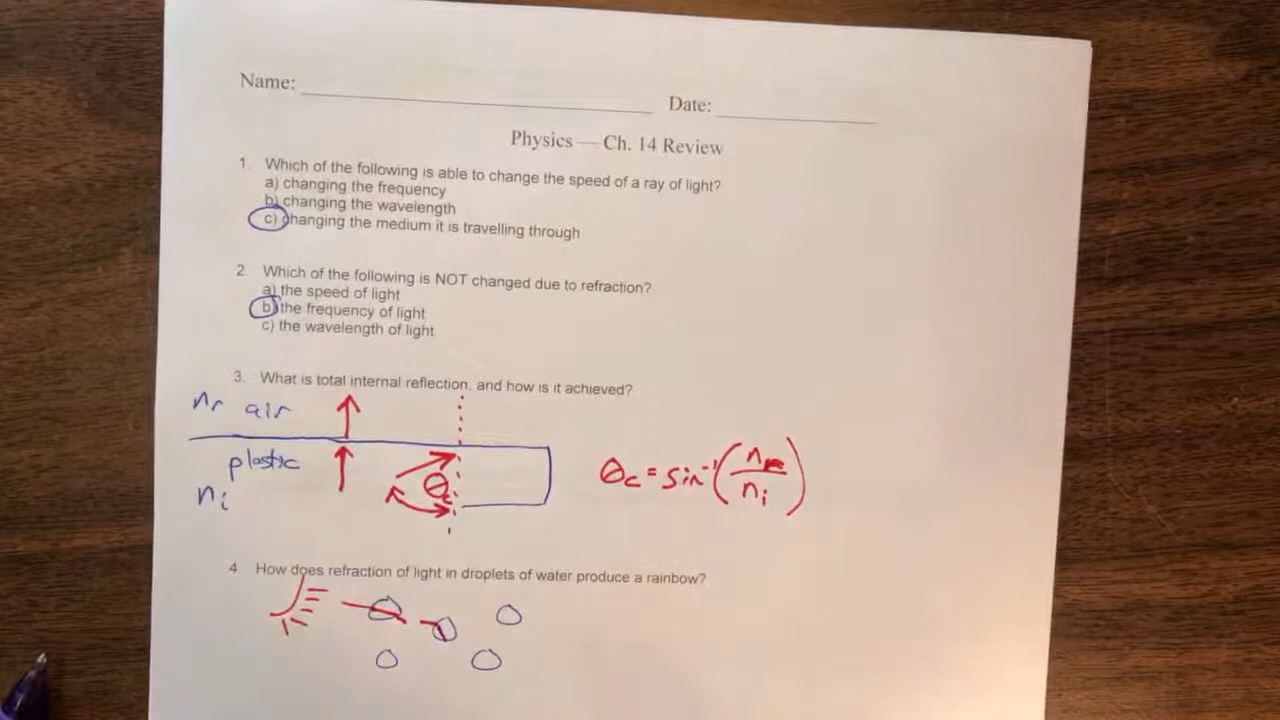 Name: Date:
Physics — Ch. 14 Review
1. Which of the following is able to change the speed of a ray of light?
a) changing the frequency
b) changing the wavelength
c) changing the medium it is travelling through
2. Which of the following is NOT changed due to refraction?
a) the speed of light
b) the frequency of light
c) the wavelength of light
3. What is total internal reflection, and how is it achieved?
nr air
plastic
ni
θc
θc = sin⁻¹(nr/ni)
4 How does refraction of light in droplets of water produce a rainbow?